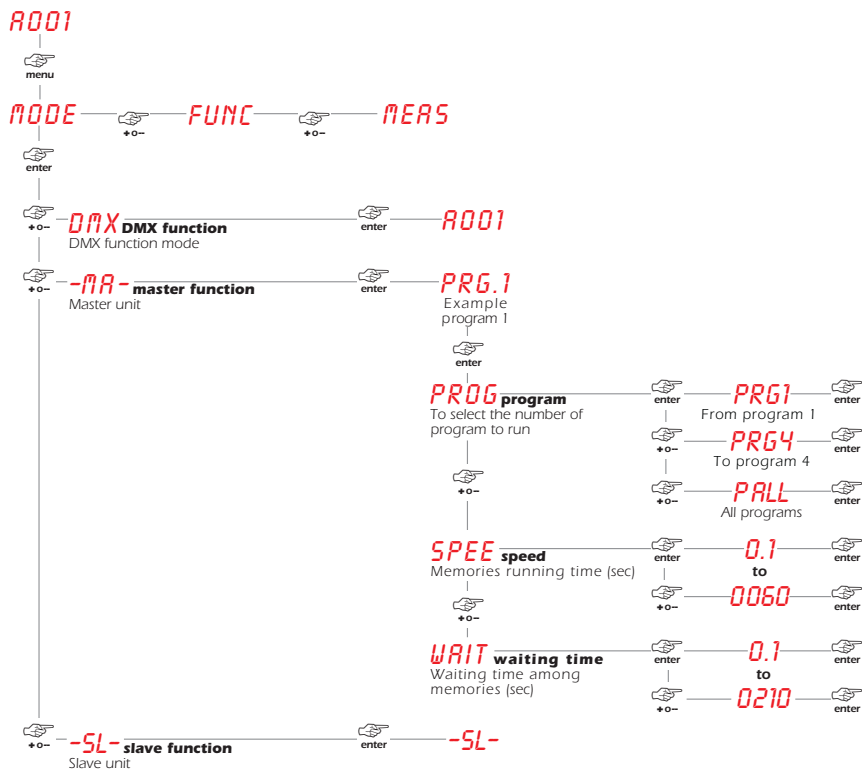 A001
menu
MODE +o- FUNC +o- MEAS
enter
+o- DMX DMX function enter A001
DMX function mode
+o- -MA- master function enter PRG.1
Master unit
Example
program 1
enter
PROG program enter PRG1 enter
To select the number of
program to run
From program 1
+o- PRG4 enter
To program 4
+o-
+o- PALL enter
All programs
SPEE speed enter 0.1 enter
Memories running time (sec)
to
+o- 0060 enter
+o-
WAIT waiting time enter 0.1 enter
Waiting time among
memories (sec)
to
+o- 0210 enter
+o- -SL- slave function enter -SL-
Slave unit